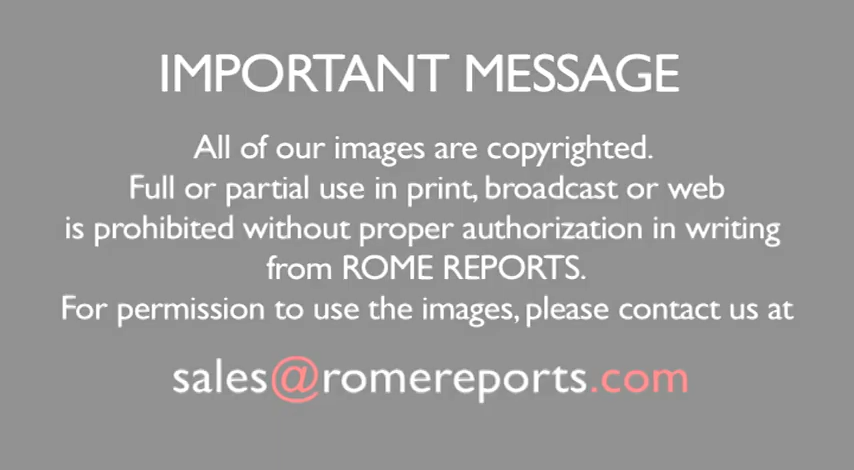 IMPORTANT MESSAGE
All of our images are copyrighted.
Full or partial use in print, broadcast or web
is prohibited without proper authorization in writing
from ROME REPORTS.
For permission to use the images, please contact us at
sales@romereports.com